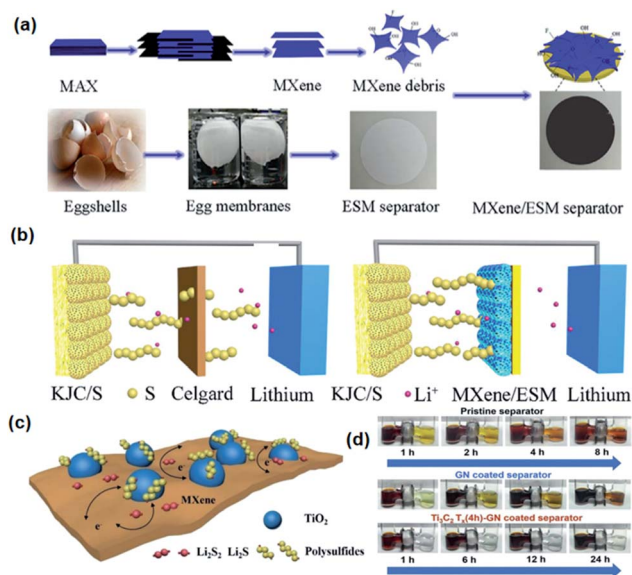 (a)
MAX
MXene
MXene debris
Eggshells
Egg membranes
ESM separator
MXene/ESM separator
(b)
KJC/S
S
Celgard
Lithium
KJC/S
Li⁺
MXene/ESM
Lithium
(c)
MXene
e⁻
e⁻
e⁻
e⁻
TiO₂
Li₂S₂ Li₂S
Polysulfides
(d)
Pristine separator
1 h 2 h 4 h 8 h
GN coated separator
Ti₃C₂ Tₓ(4h)-GN coated separator
1 h 6 h 12 h 24 h